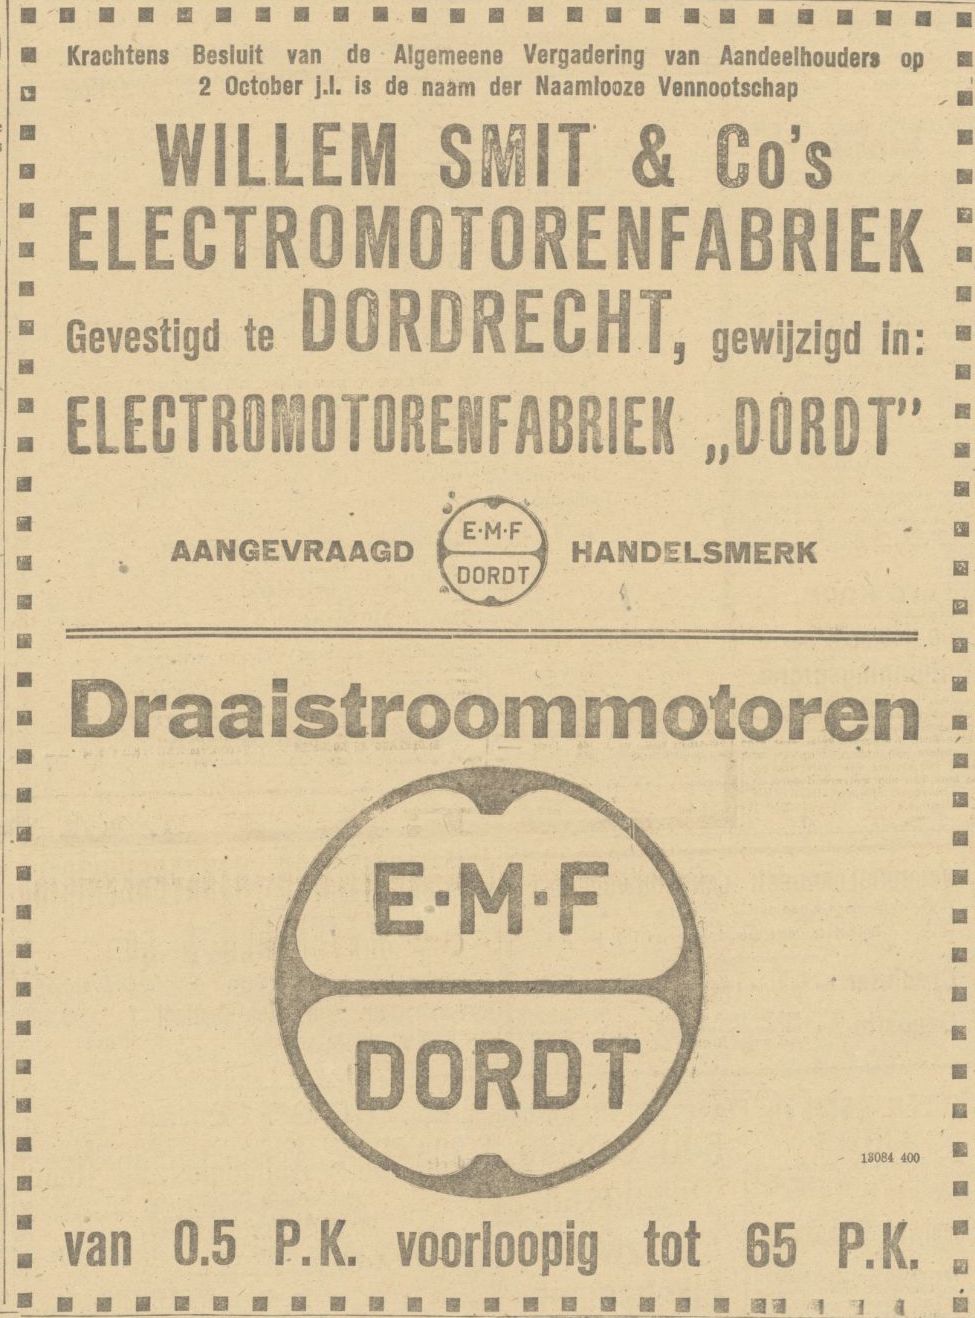 Krachtens Besluit van de Algemeene Vergadering van Aandeelhouders op
2 October j.l. is de naam der Naamlooze Vennootschap
WILLEM SMIT & Co's
ELECTROMOTORENFABRIEK
Gevestigd te DORDRECHT, gewijzigd in:
ELECTROMOTORENFABRIEK „DORDT”
AANGEVRAAGD E·M·F DORDT HANDELSMERK
Draaistroommotoren
E·M·F
DORDT
13084 400
van 0.5 P.K. voorloopig tot 65 P.K.